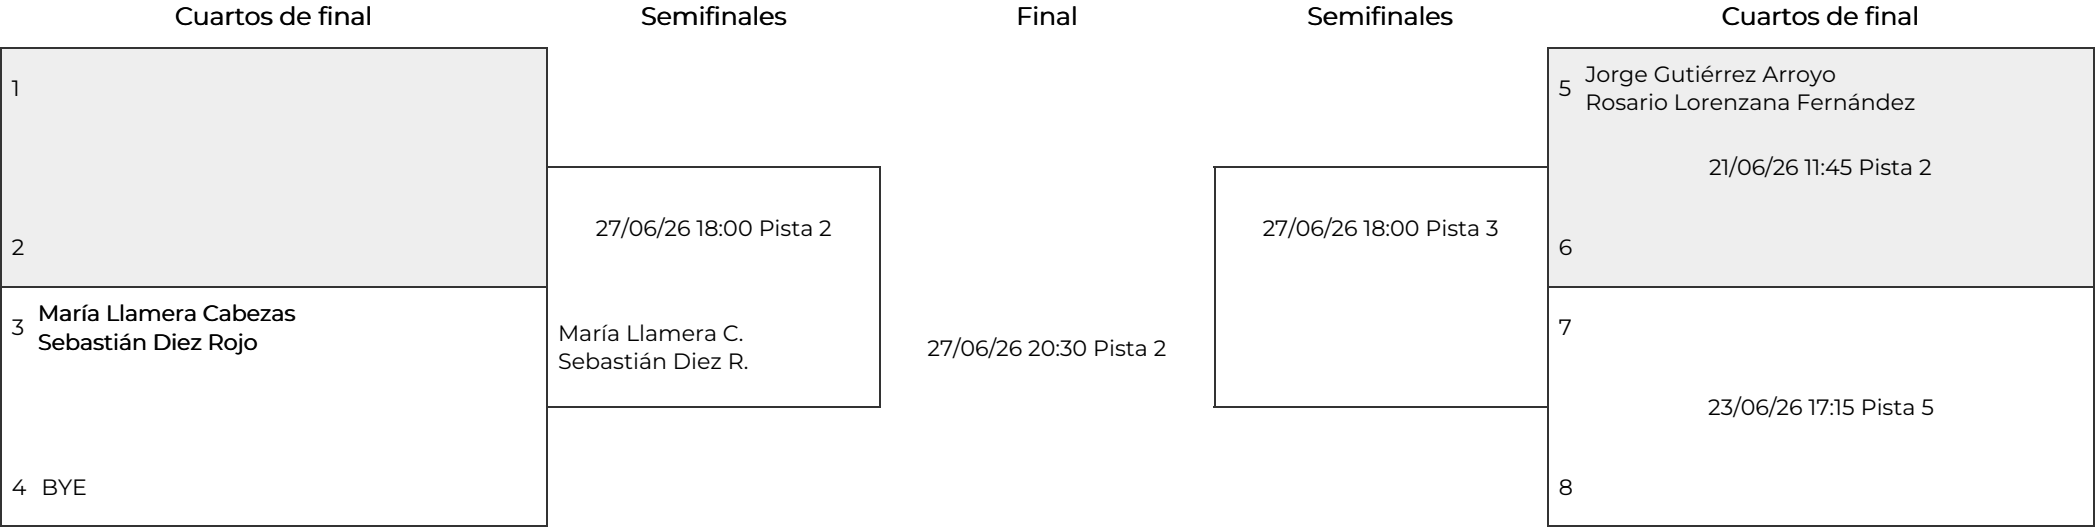 Cuartos de final
Semifinales
Final
Semifinales
Cuartos de final
1
2
3 María Llamera Cabezas
Sebastián Diez Rojo
4 BYE
27/06/26 18:00 Pista 2
María Llamera C.
Sebastián Diez R.
27/06/26 20:30 Pista 2
27/06/26 18:00 Pista 3
5 Jorge Gutiérrez Arroyo
Rosario Lorenzana Fernández
21/06/26 11:45 Pista 2
6
7
23/06/26 17:15 Pista 5
8